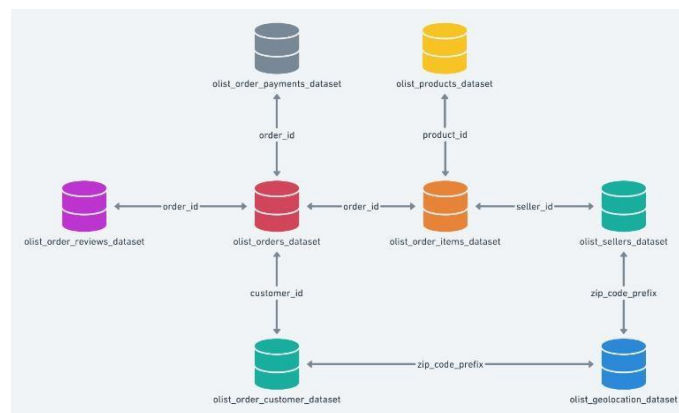 olist_order_payments_dataset
olist_products_dataset
order_id
product_id
order_id
order_id
seller_id
olist_order_reviews_dataset
olist_orders_dataset
olist_order_items_dataset
olist_sellers_dataset
customer_id
zip_code_prefix
zip_code_prefix
olist_order_customer_dataset
olist_geolocation_dataset